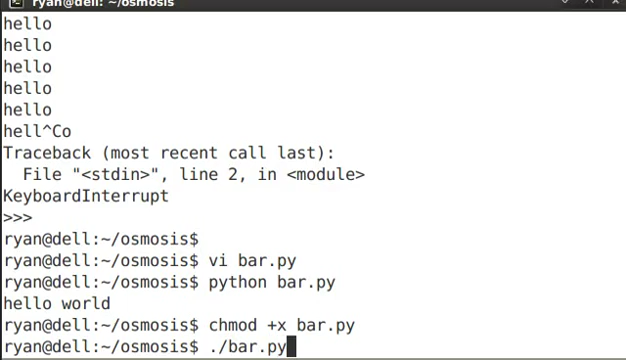 ryan@dell: ~/osmosis
hello
hello
hello
hello
hello
hell^Co
Traceback (most recent call last):
  File "<stdin>", line 2, in <module>
KeyboardInterrupt
>>>
ryan@dell:~/osmosis$
ryan@dell:~/osmosis$ vi bar.py
ryan@dell:~/osmosis$ python bar.py
hello world
ryan@dell:~/osmosis$ chmod +x bar.py
ryan@dell:~/osmosis$ ./bar.py